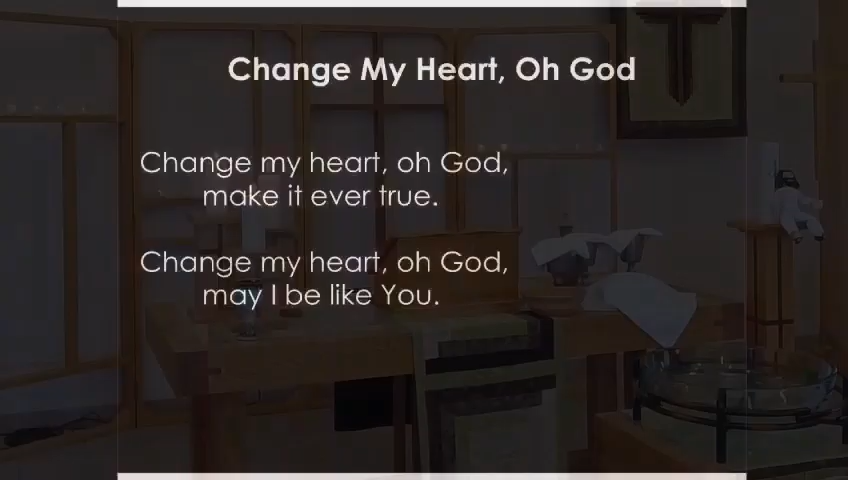 Change My Heart, Oh God
Change my heart, oh God,
make it ever true.
Change my heart, oh God,
may I be like You.